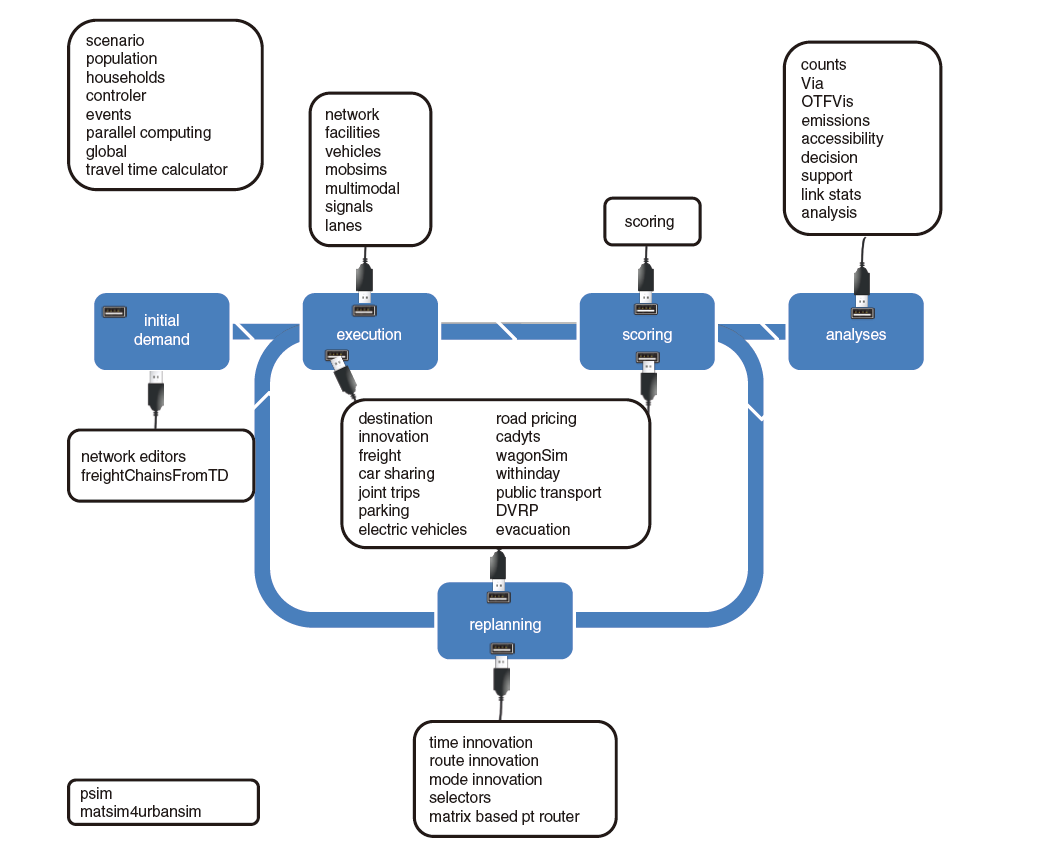 scenario
population
households
controler
events
parallel computing
global
travel time calculator
network
facilities
vehicles
mobsims
multimodal
signals
lanes
scoring
counts
Via
OTFVis
emissions
accessibility
decision
support
link stats
analysis
initial
demand
execution
scoring
analyses
network editors
freightChainsFromTD
destination
innovation
freight
car sharing
joint trips
parking
electric vehicles
road pricing
cadyts
wagonSim
withinday
public transport
DVRP
evacuation
replanning
time innovation
route innovation
mode innovation
selectors
matrix based pt router
psim
matsim4urbansim